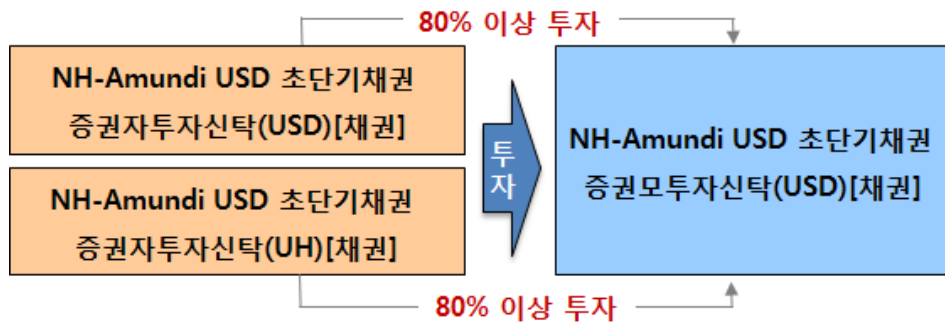 80% 이상 투자
NH-Amundi USD 초단기채권
증권자투자신탁(USD)[채권]
NH-Amundi USD 초단기채권
증권자투자신탁(UH)[채권]
투
자
NH-Amundi USD 초단기채권
증권모투자신탁(USD)[채권]
80% 이상 투자